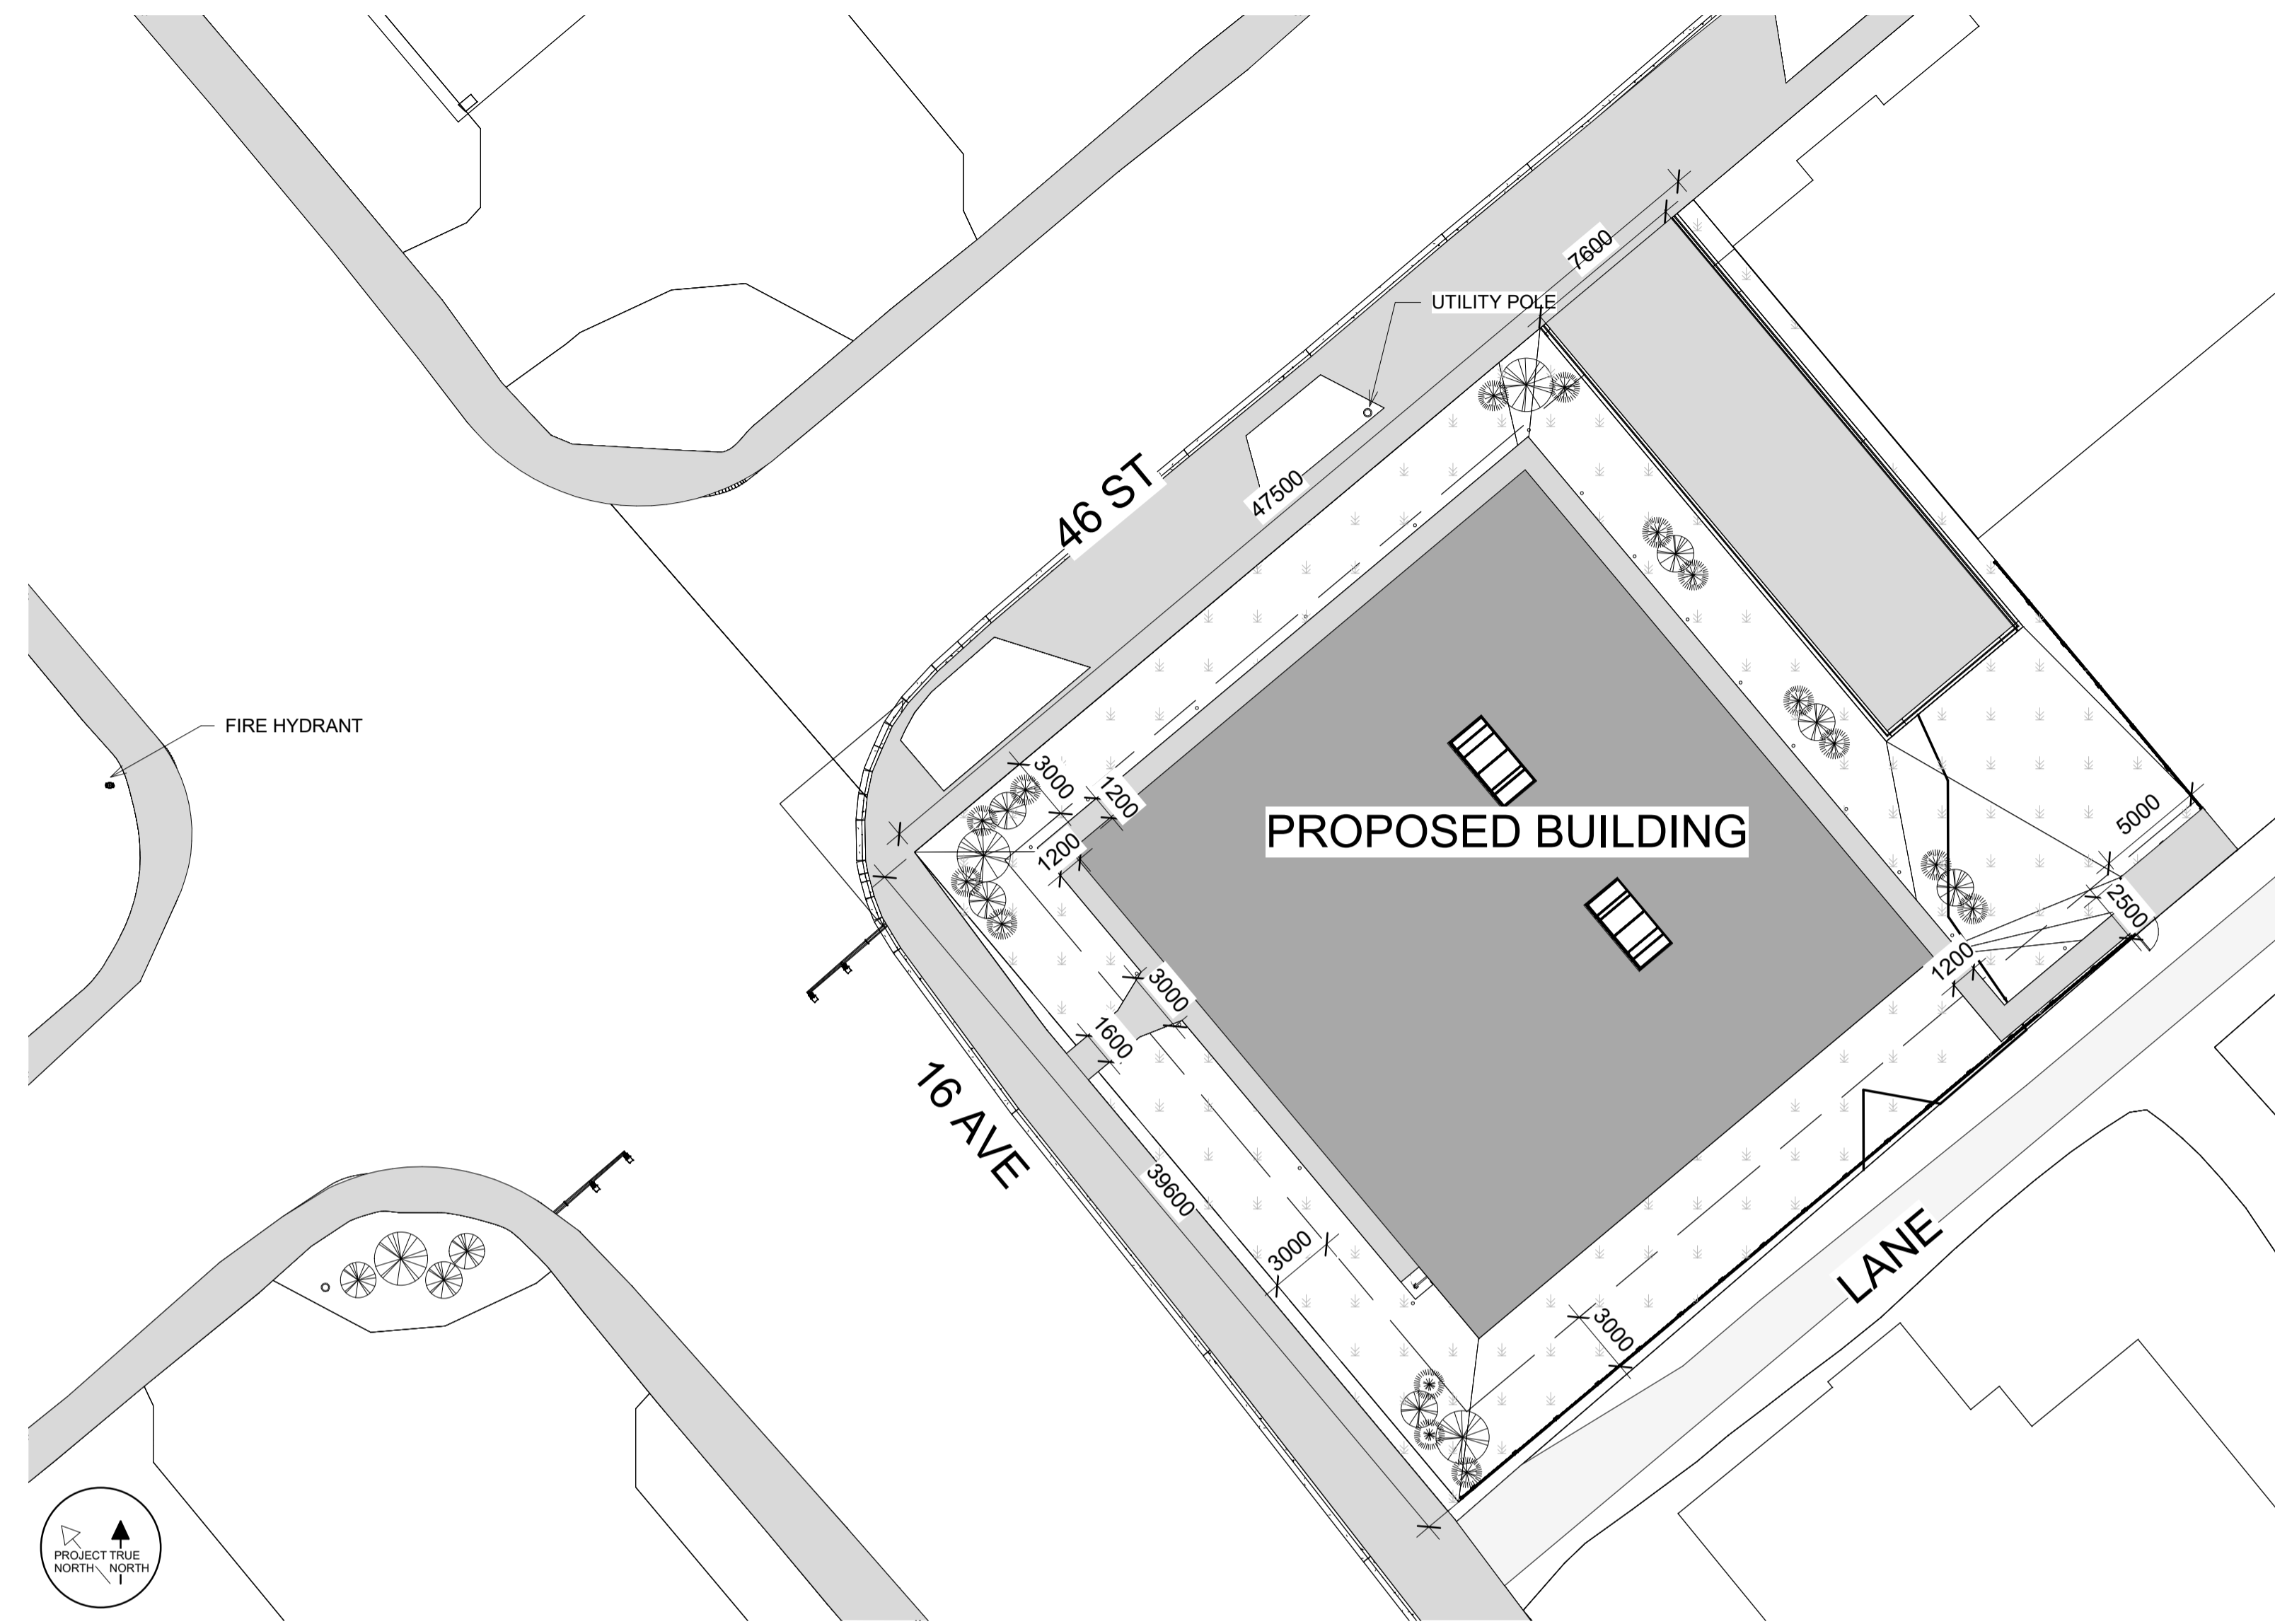 7600
UTILITY POLE
46 ST
47500
FIRE HYDRANT
3000
1200
1200
PROPOSED BUILDING
5000
2500
1200
3000
1600
16 AVE
39600
3000
3000
LANE
PROJECT TRUE
NORTH NORTH